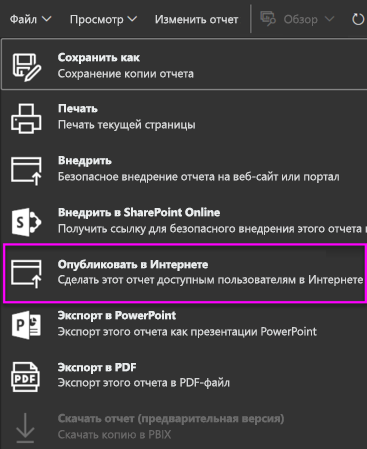 Файл Просмотр Изменить отчет Обзор
Сохранить как
Сохранение копии отчета
Печать
Печать текущей страницы
Внедрить
Безопасное внедрение отчета на веб-сайт или портал
Внедрить в SharePoint Online
Получить ссылку для безопасного внедрения этого отчета
Опубликовать в Интернете
Сделать этот отчет доступным пользователям в Интернете
Экспорт в PowerPoint
Экспорт этого отчета как презентации PowerPoint
Экспорт в PDF
Экспорт этого отчета в PDF-файл
Скачать отчет (предварительная версия)
Скачать копию в PBIX